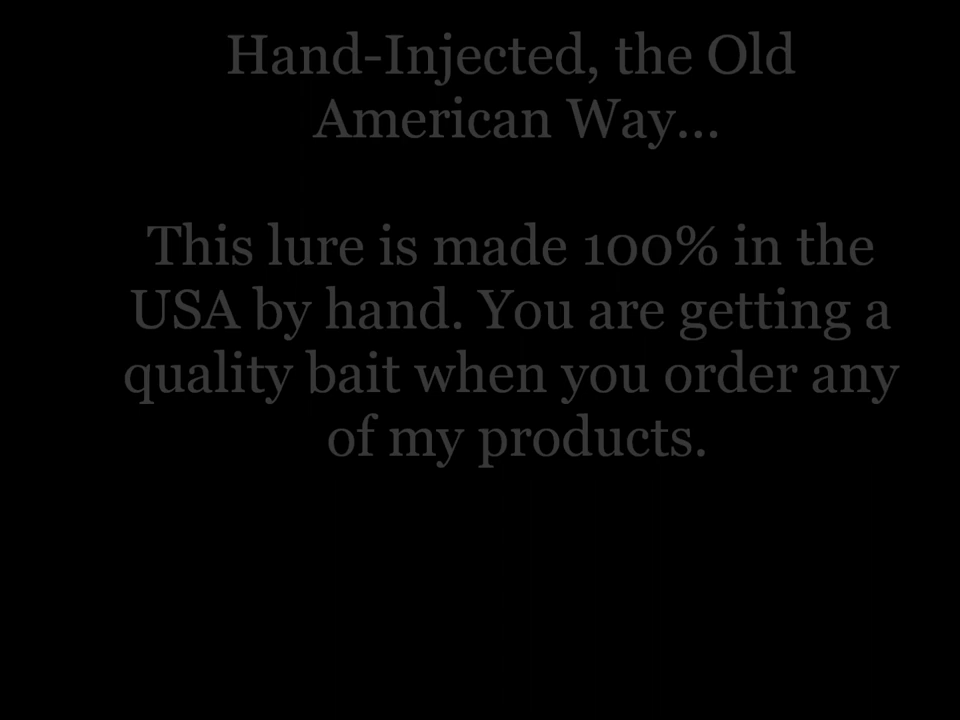 Hand-Injected, the Old
American Way...
This lure is made 100% in the
USA by hand. You are getting a
quality bait when you order any
of my products.